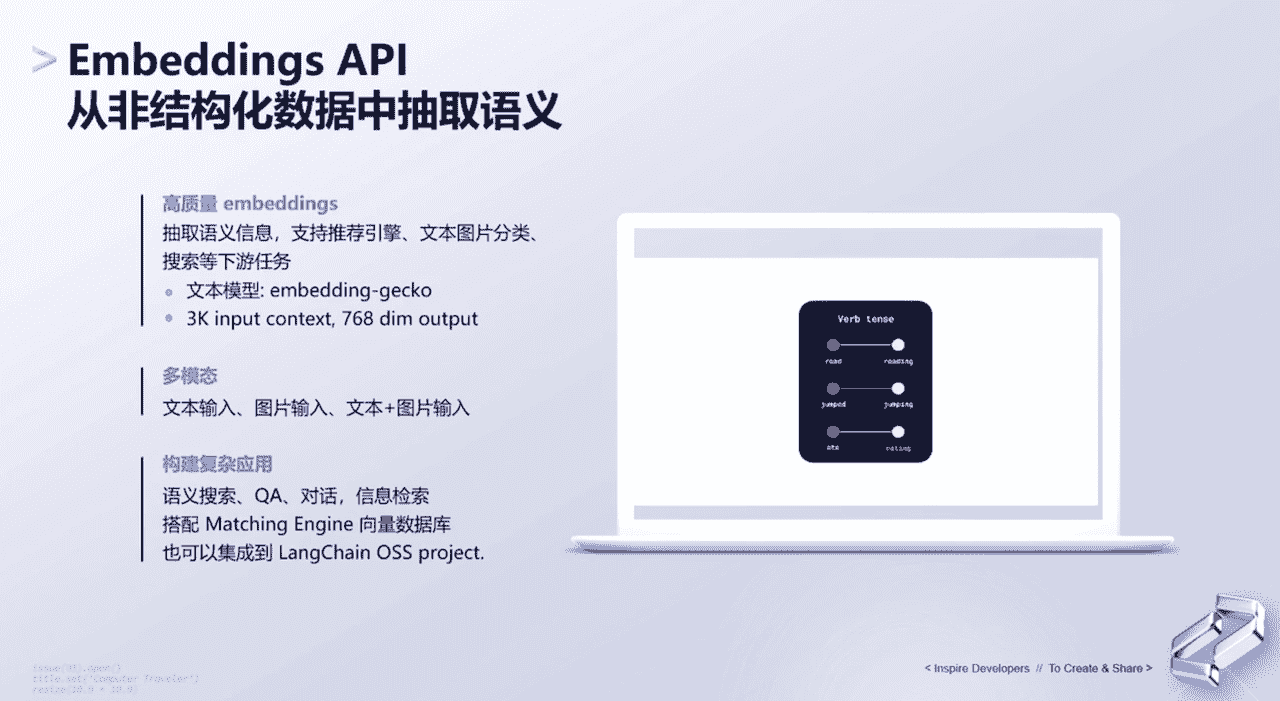 > Embeddings API
从非结构化数据中抽取语义
高质量 embeddings
抽取语义信息，支持推荐引擎、文本图片分类、
搜索等下游任务
• 文本模型: embedding-gecko
• 3K input context, 768 dim output
多模态
文本输入、图片输入、文本+图片输入
构建复杂应用
语义搜索、QA、对话，信息检索
搭配 Matching Engine 向量数据库
也可以集成到 LangChain OSS project.
Verb tense
read reading
jumped jumping
ate eating
title.set("Computer Traveler")
< Inspire Developers // To Create & Share >